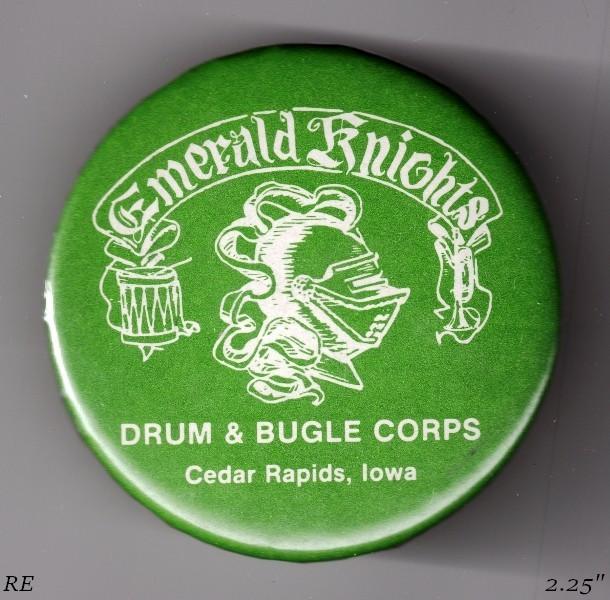 Emerald Knights
DRUM & BUGLE CORPS
Cedar Rapids, Iowa
RE
2.25"